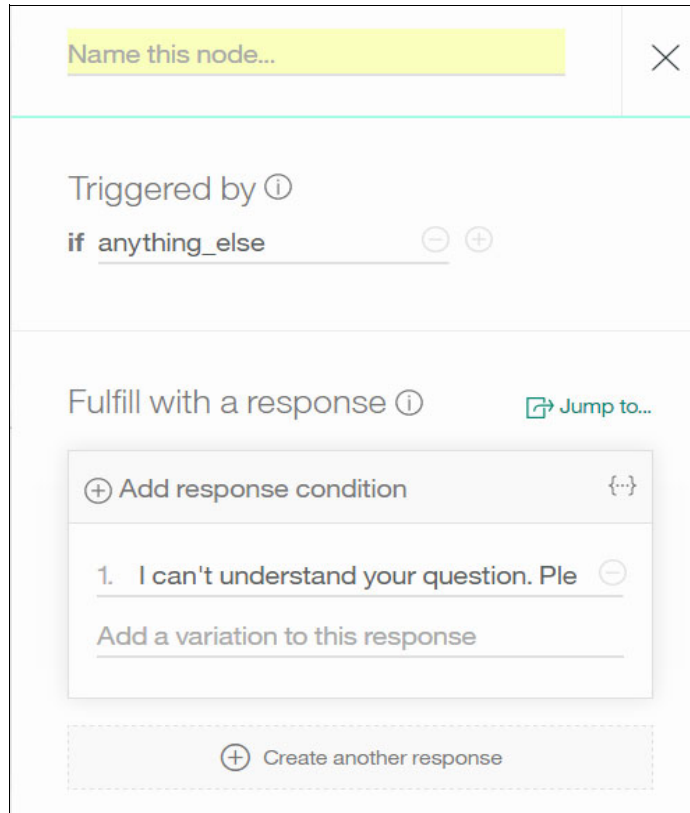 Name this node...
Triggered by
if anything_else
Fulfill with a response
Jump to...
Add response condition
{...}
1. I can't understand your question. Ple
Add a variation to this response
Create another response